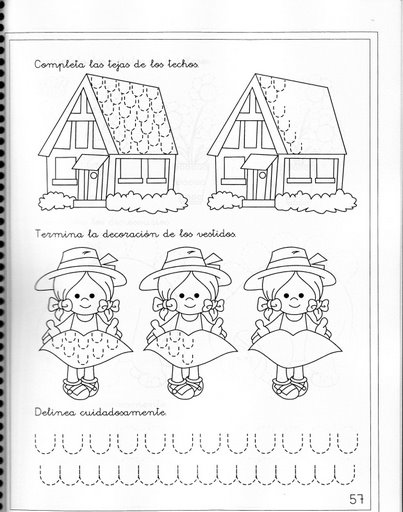 Completa las tejas de los techos.
Termina la decoración de los vestidos.
Delinea cuidadosamente.
57